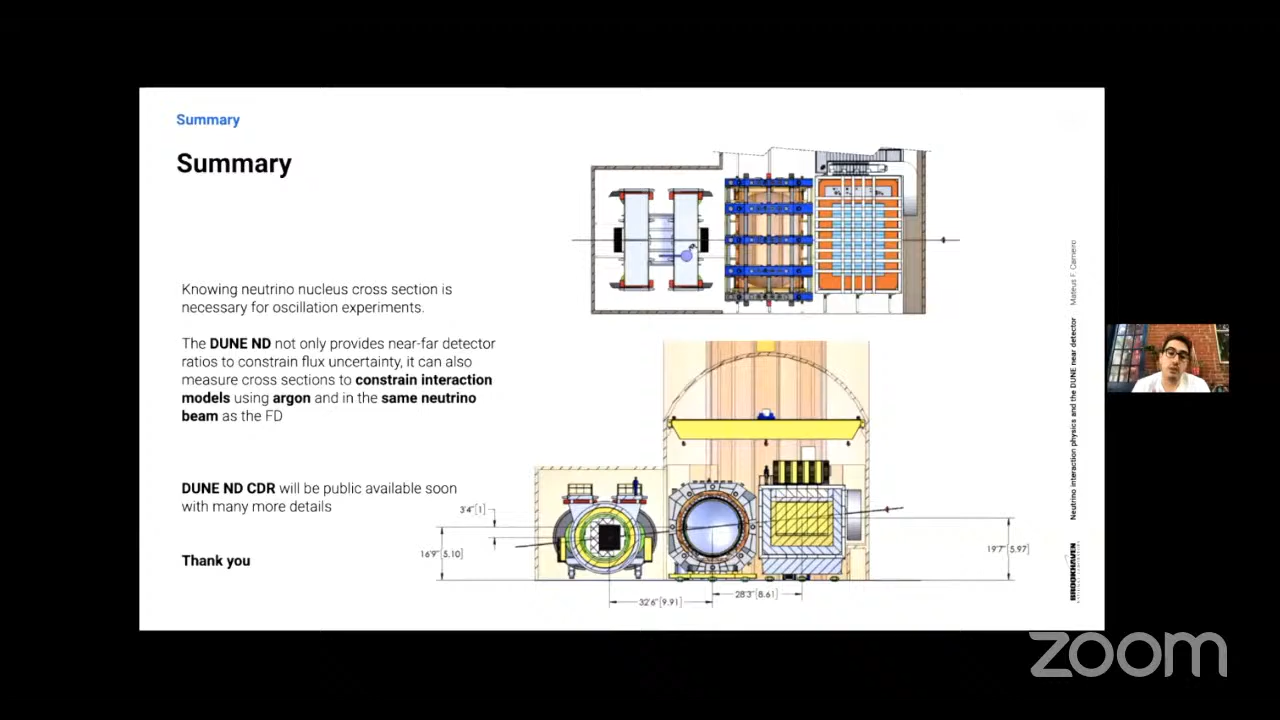 Summary
Summary
Knowing neutrino nucleus cross section is
necessary for oscillation experiments.
The DUNE ND not only provides near-far detector
ratios to constrain flux uncertainty, it can also
measure cross sections to constrain interaction
models using argon and in the same neutrino
beam as the FD
DUNE ND CDR will be public available soon
with many more details
Thank you
3'4" [1]
16'9" [5.10]
32'6" [9.91]
28'3" [8.61]
19'7" [5.97]
Neutrino interaction physics and the DUNE near detector Mateus F. Carneiro
BROOKHAVEN
zoom